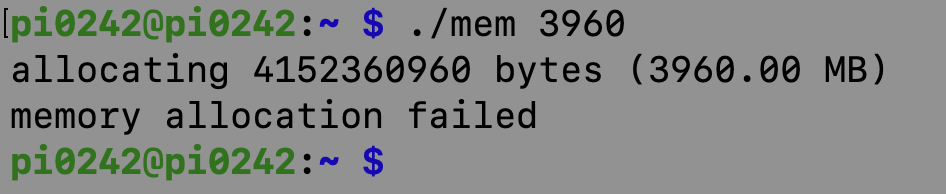 [pi0242@pi0242:~ $ ./mem 3960
allocating 4152360960 bytes (3960.00 MB)
memory allocation failed
pi0242@pi0242:~ $